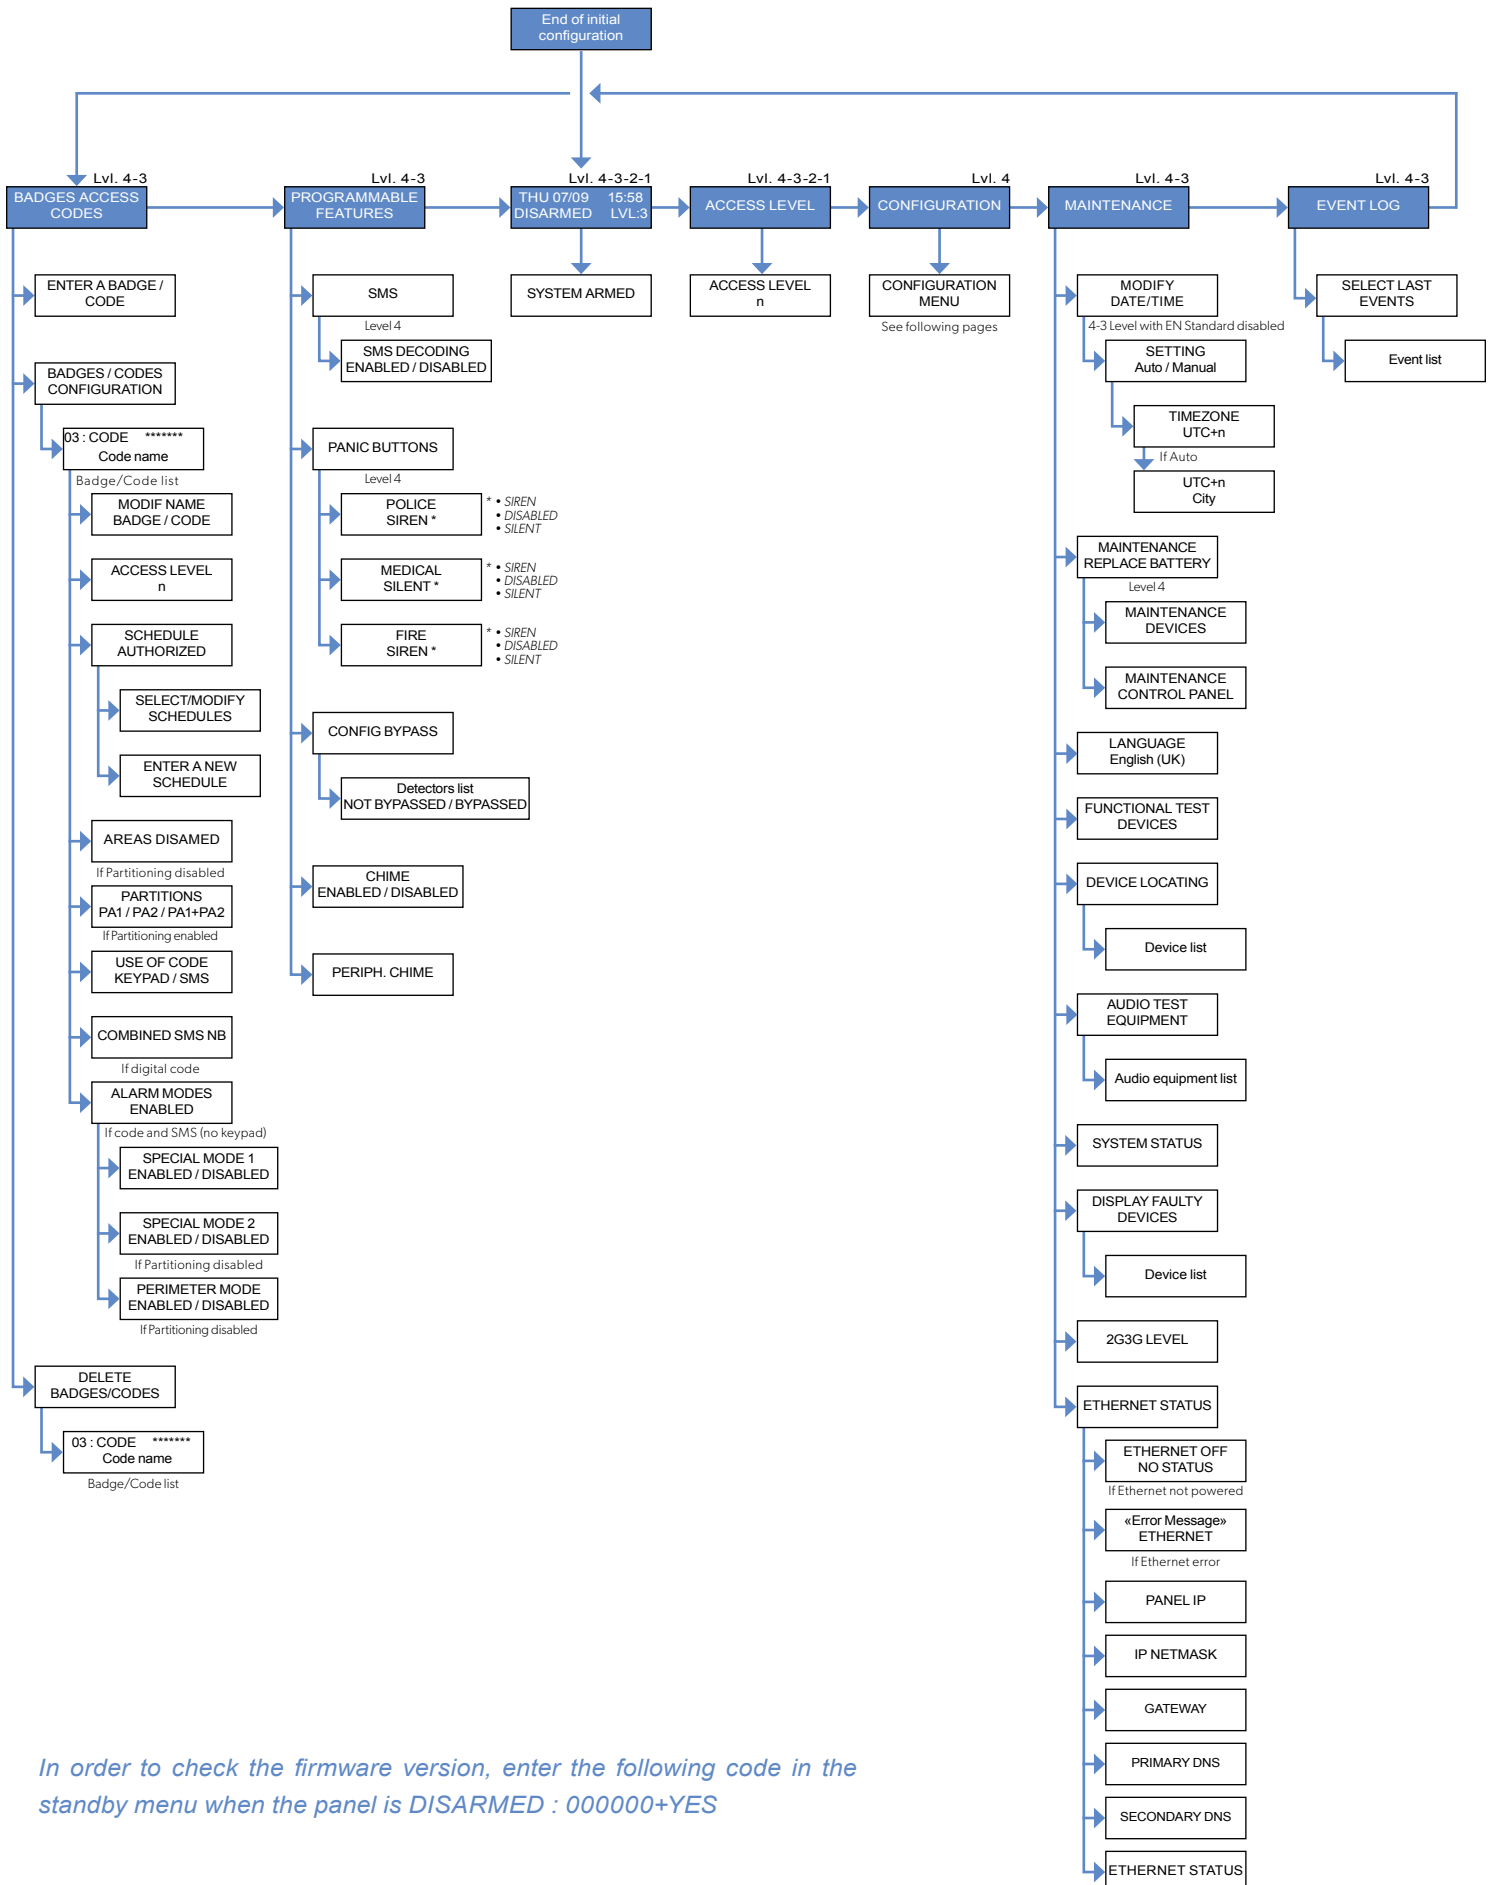 End of initial
configuration
Lvl. 4-3
BADGES ACCESS
CODES
ENTER A BADGE /
CODE
BADGES / CODES
CONFIGURATION
03 : CODE *******
Code name
Badge/Code list
MODIF NAME
BADGE / CODE
ACCESS LEVEL
n
SCHEDULE
AUTHORIZED
SELECT/MODIFY
SCHEDULES
ENTER A NEW
SCHEDULE
AREAS DISAMED
If Partitioning disabled
PARTITIONS
PA1 / PA2 / PA1+PA2
If Partitioning enabled
USE OF CODE
KEYPAD / SMS
COMBINED SMS NB
If digital code
ALARM MODES
ENABLED
If code and SMS (no keypad)
SPECIAL MODE 1
ENABLED / DISABLED
SPECIAL MODE 2
ENABLED / DISABLED
If Partitioning disabled
PERIMETER MODE
ENABLED / DISABLED
If Partitioning disabled
DELETE
BADGES/CODES
03 : CODE *******
Code name
Badge/Code list
Lvl. 4-3
PROGRAMMABLE
FEATURES
SMS
Level 4
SMS DECODING
ENABLED / DISABLED
PANIC BUTTONS
Level 4
POLICE
SIREN *
* • SIREN
• DISABLED
• SILENT
MEDICAL
SILENT *
* • SIREN
• DISABLED
• SILENT
FIRE
SIREN *
* • SIREN
• DISABLED
• SILENT
CONFIG BYPASS
Detectors list
NOT BYPASSED / BYPASSED
CHIME
ENABLED / DISABLED
PERIPH. CHIME
Lvl. 4-3-2-1
THU 07/09 15:58
DISARMED LVL:3
SYSTEM ARMED
Lvl. 4-3-2-1
ACCESS LEVEL
ACCESS LEVEL
n
Lvl. 4
CONFIGURATION
CONFIGURATION
MENU
See following pages
Lvl. 4-3
MAINTENANCE
MODIFY
DATE/TIME
4-3 Level with EN Standard disabled
SETTING
Auto / Manual
TIMEZONE
UTC+n
If Auto
UTC+n
City
MAINTENANCE
REPLACE BATTERY
Level 4
MAINTENANCE
DEVICES
MAINTENANCE
CONTROL PANEL
LANGUAGE
English (UK)
FUNCTIONAL TEST
DEVICES
DEVICE LOCATING
Device list
AUDIO TEST
EQUIPMENT
Audio equipment list
SYSTEM STATUS
DISPLAY FAULTY
DEVICES
Device list
2G3G LEVEL
ETHERNET STATUS
ETHERNET OFF
NO STATUS
If Ethernet not powered
«Error Message»
ETHERNET
If Ethernet error
PANEL IP
IP NETMASK
GATEWAY
PRIMARY DNS
SECONDARY DNS
ETHERNET STATUS
Lvl. 4-3
EVENT LOG
SELECT LAST
EVENTS
Event list
In order to check the firmware version, enter the following code in the
standby menu when the panel is DISARMED : 000000+YES